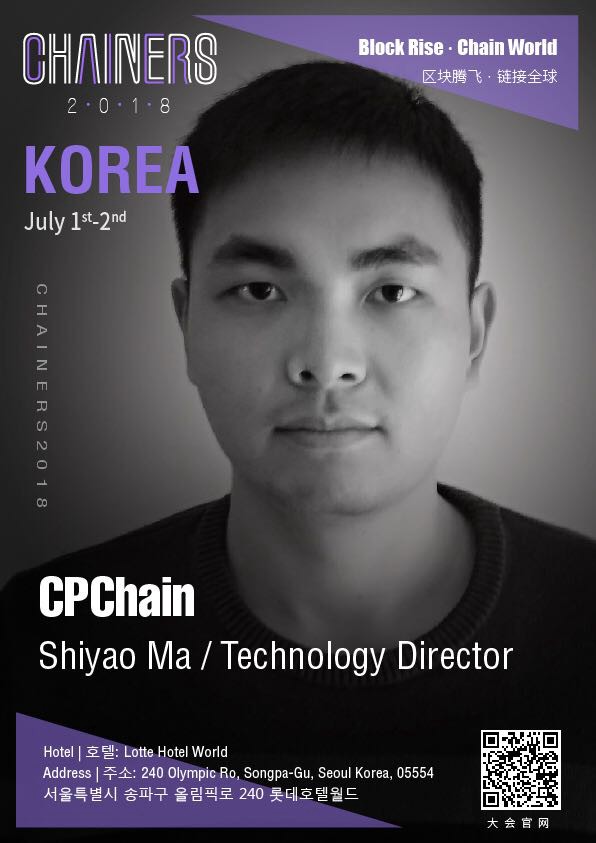 CHAINERS
2·0·1·8
Block Rise · Chain World
区块腾飞 · 链接全球
KOREA
July 1st-2nd
CHAINERS2018
CPChain
Shiyao Ma / Technology Director
Hotel | 호텔: Lotte Hotel World
Address | 주소: 240 Olympic Ro, Songpa-Gu, Seoul Korea, 05554
서울특별시 송파구 올림픽로 240 롯데호텔월드
大会官网